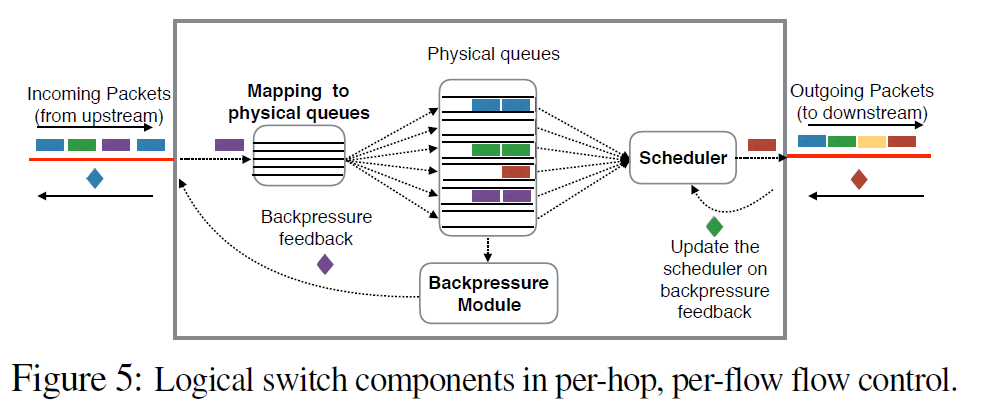 Physical queues
Incoming Packets
(from upstream)
Mapping to
physical queues
Outgoing Packets
(to downstream)
Scheduler
Backpressure
feedback
Update the
scheduler on
backpressure
feedback
Backpressure
Module
Figure 5: Logical switch components in per-hop, per-flow flow control.